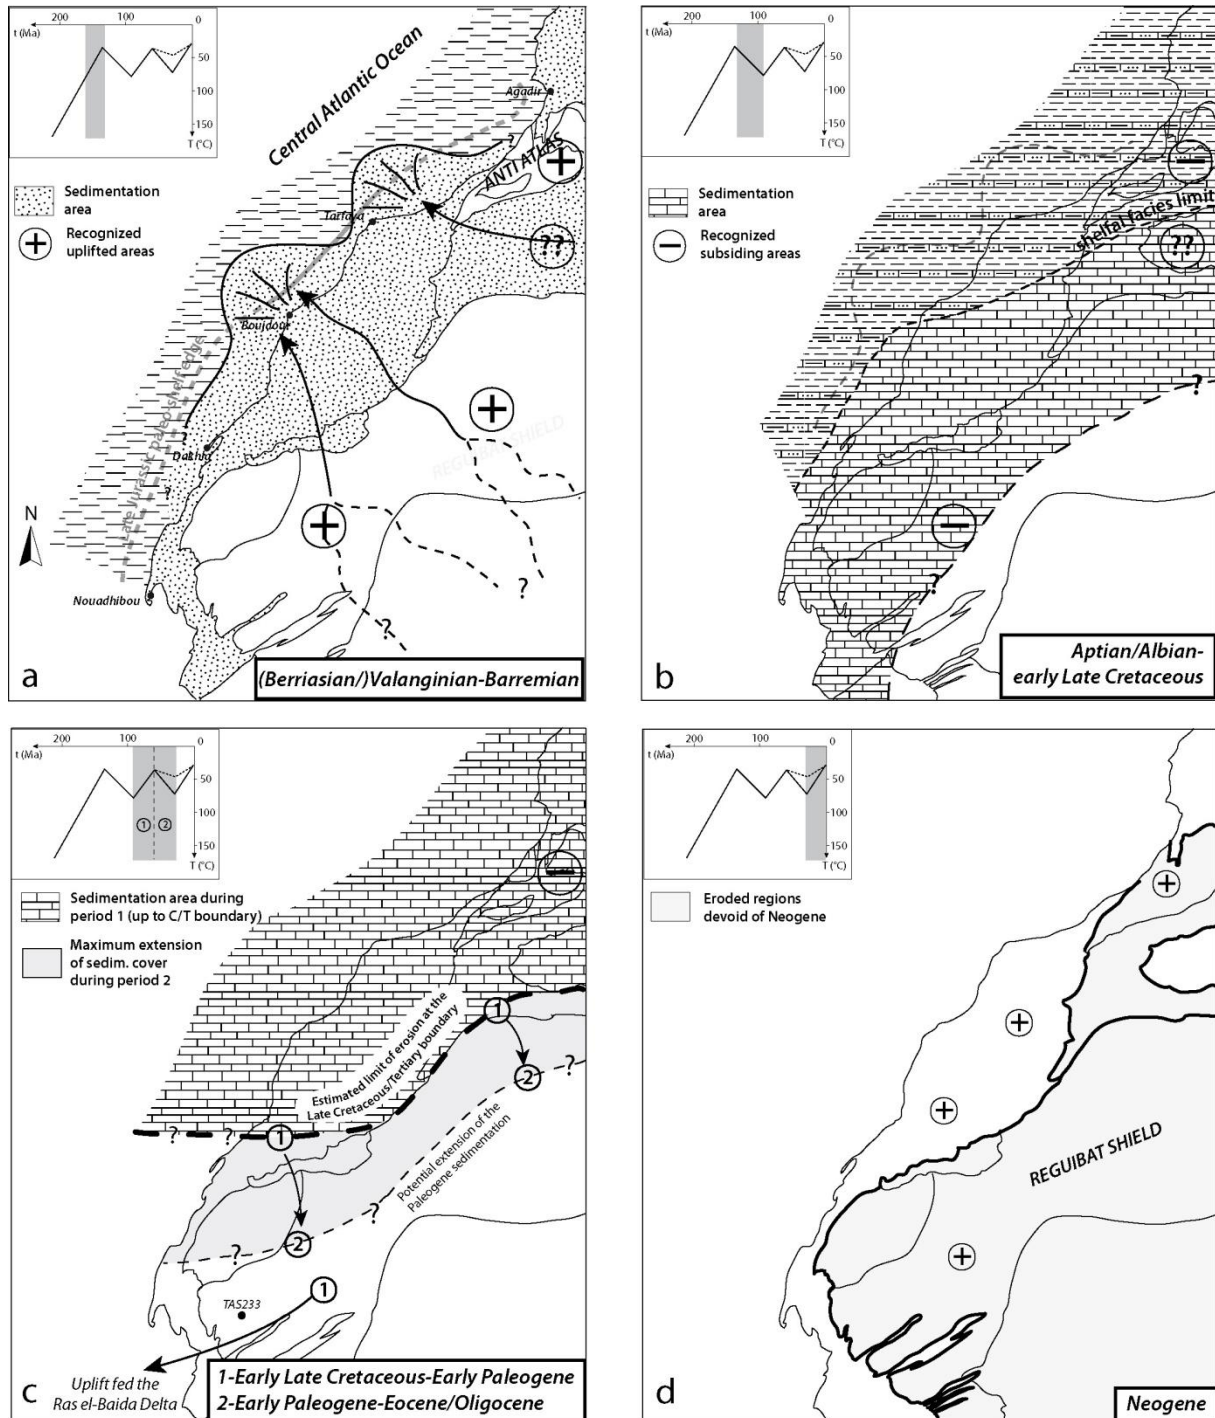 t (Ma)
200
100
0
50
100
150
T (°C)
Sedimentation
area
Recognized
uplifted areas
Central Atlantic Ocean
Agadir
ANTI ATLAS
?
Tarfaya
??
Boujdour
Late Jurassic paleo-shelf edge
Dakhla
?
?
REGUIBAT SHIELD
N
Nouadhibou
?
?
a
(Berriasian/)Valanginian-Barremian
t (Ma)
200
100
0
50
100
150
T (°C)
Sedimentation
area
Recognized
subsiding areas
shelfal facies limit
??
?
?
b
Aptian/Albian-
early Late Cretaceous
t (Ma)
200
100
0
50
100
150
T (°C)
1
2
Sedimentation area during
period 1 (up to C/T boundary)
Maximum extension
of sedim. cover
during period 2
Estimated limit of erosion at the
Late Cretaceous/Tertiary boundary
1
2
?
? ?
1
Potential extension of the
Paleogene sedimentation
?
?
2
1
TAS233
Uplift fed the
Ras el-Baida Delta
c
1-Early Late Cretaceous-Early Paleogene
2-Early Paleogene-Eocene/Oligocene
t (Ma)
200
100
0
50
100
150
T (°C)
Eroded regions
devoid of Neogene
REGUIBAT SHIELD
d
Neogene